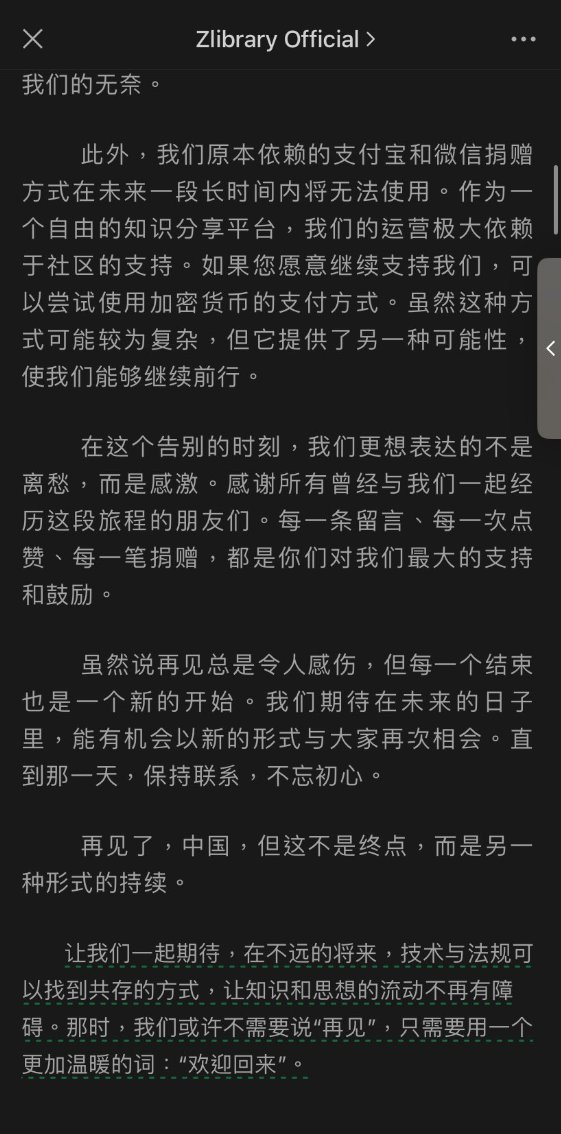 Zlibrary Official
我们的无奈。
此外，我们原本依赖的支付宝和微信捐赠
方式在未来一段长时间内将无法使用。作为一
个自由的知识分享平台，我们的运营极大依赖
于社区的支持。如果您愿意继续支持我们，可
以尝试使用加密货币的支付方式。虽然这种方
式可能较为复杂，但它提供了另一种可能性，
使我们能够继续前行。
在这个告别的时刻，我们更想表达的不是
离愁，而是感激。感谢所有曾经与我们一起经
历这段旅程的朋友们。每一条留言、每一次点
赞、每一笔捐赠，都是你们对我们最大的支持
和鼓励。
虽然说再见总是令人感伤，但每一个结束
也是一个新的开始。我们期待在未来的日子
里，能有机会以新的形式与大家再次相会。直
到那一天，保持联系，不忘初心。
再见了，中国，但这不是终点，而是另一
种形式的持续。
让我们一起期待，在不远的将来，技术与法规可
以找到共存的方式，让知识和思想的流动不再有障
碍。那时，我们或许不需要说“再见”，只需要用一个
更加温暖的词：“欢迎回来”。